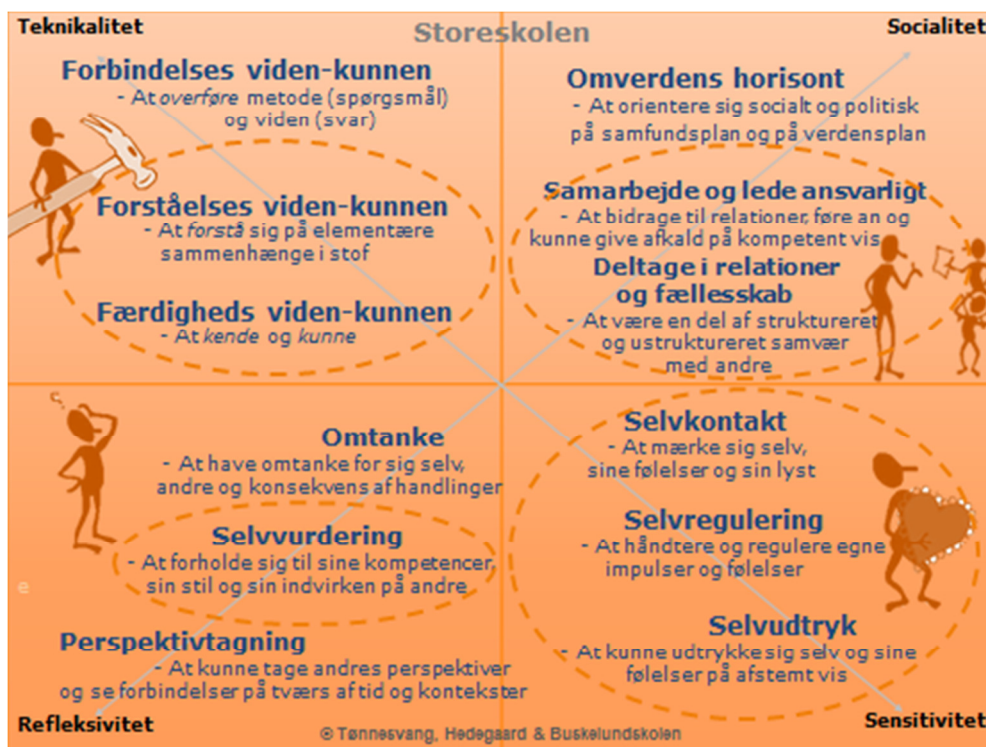 Teknikalitet
Storeskolen
Socialitet
Forbindelses viden-kunnen
- At overføre metode (spørgsmål)
og viden (svar)
Forståelses viden-kunnen
- At forstå sig på elementære
sammenhænge i stof
Færdigheds viden-kunnen
- At kende og kunne
Omverdens horisont
- At orientere sig socialt og politisk
på samfundsplan og på verdensplan
Samarbejde og lede ansvarligt
- At bidrage til relationer, føre an og
kunne give afkald på kompetent vis
Deltage i relationer
og fællesskab
- At være en del af struktureret
og ustruktureret samvær
med andre
Omtanke
- At have omtanke for sig selv,
andre og konsekvens af handlinger
Selvvurdering
- At forholde sig til sine kompetencer,
sin stil og sin indvirken på andre
e
Perspektivtagning
- At kunne tage andres perspektiver
og se forbindelser på tværs af tid og kontekster
Selvkontakt
- At mærke sig selv,
sine følelser og sin lyst
Selvregulering
- At håndtere og regulere egne
impulser og følelser
Selvudtryk
- At kunne udtrykke sig selv og sine
følelser på afstemt vis
Refleksivitet
Sensitivitet
© Tønnesvang, Hedegaard & Buskelundskolen